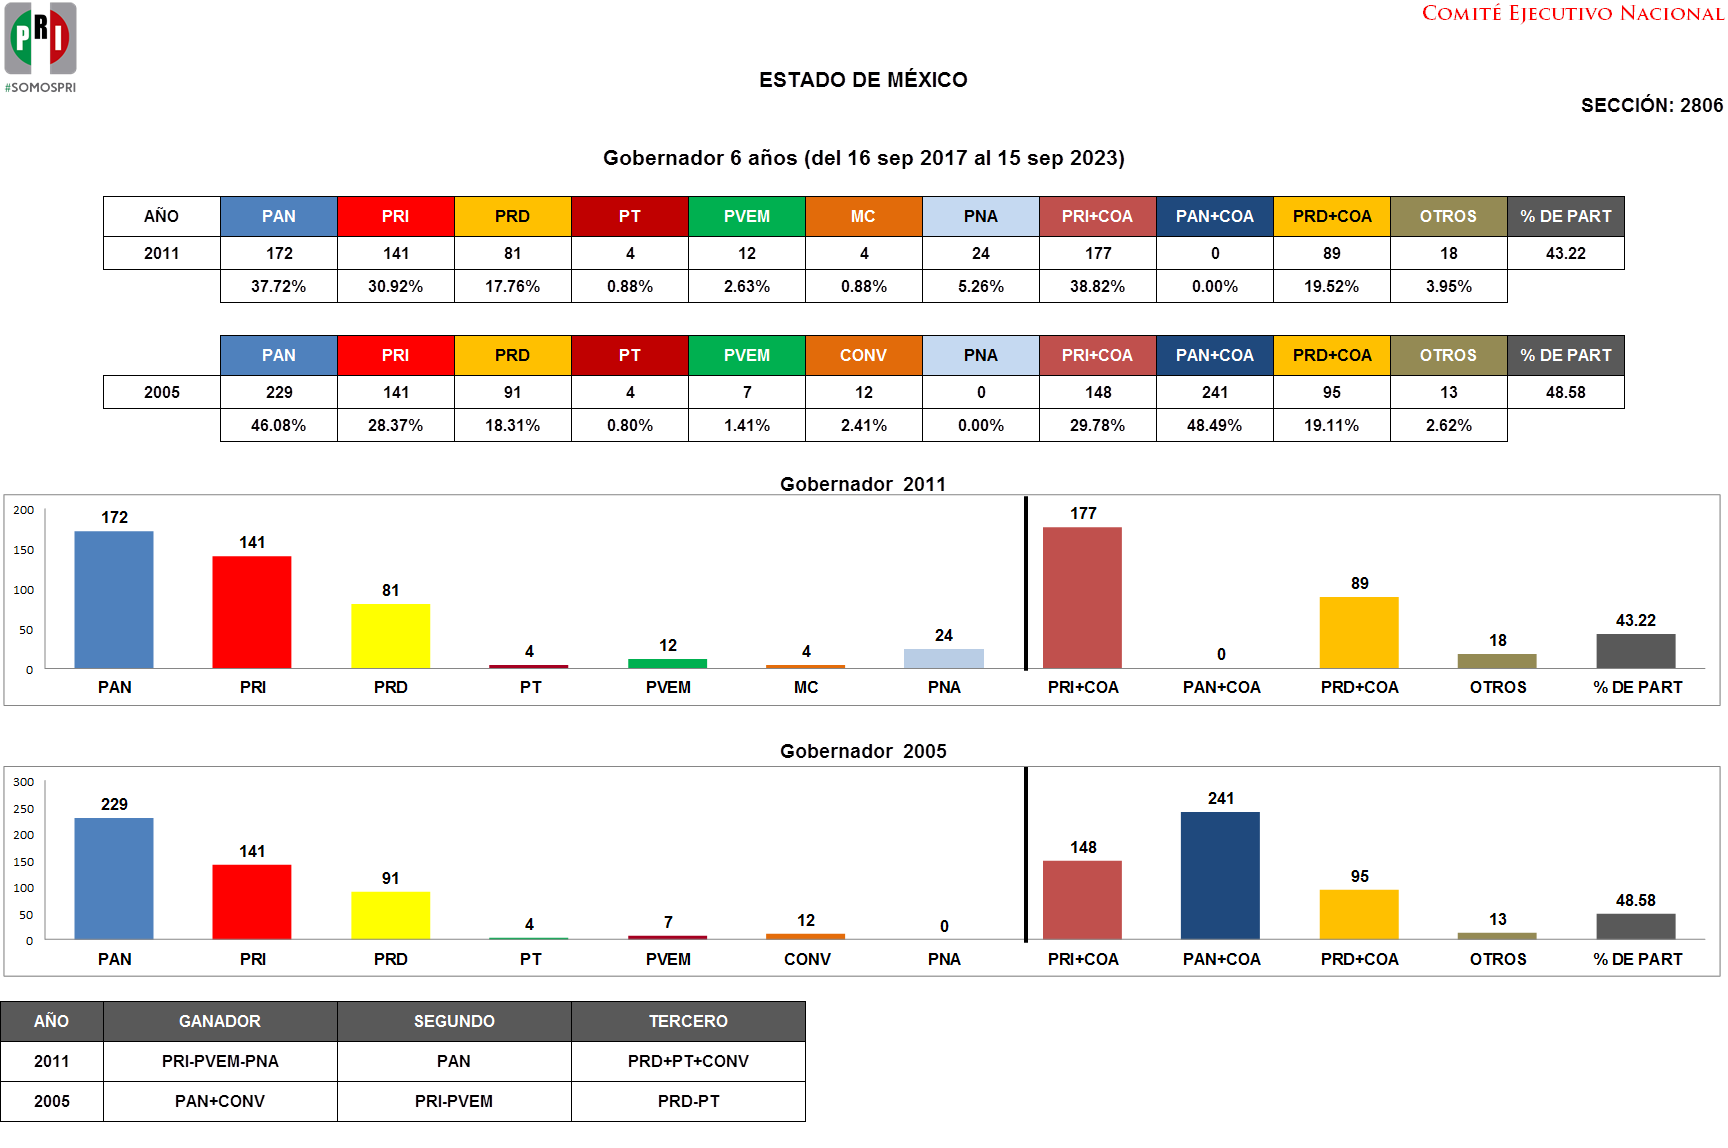 PRI
#SOMOSPRI
COMITÉ EJECUTIVO NACIONAL
ESTADO DE MÉXICO
SECCIÓN: 2806
Gobernador 6 años (del 16 sep 2017 al 15 sep 2023)
AÑO PAN PRI PRD PT PVEM MC PNA PRI+COA PAN+COA PRD+COA OTROS % DE PART
2011 172 141 81 4 12 4 24 177 0 89 18 43.22
37.72% 30.92% 17.76% 0.88% 2.63% 0.88% 5.26% 38.82% 0.00% 19.52% 3.95%
PAN PRI PRD PT PVEM CONV PNA PRI+COA PAN+COA PRD+COA OTROS % DE PART
2005 229 141 91 4 7 12 0 148 241 95 13 48.58
46.08% 28.37% 18.31% 0.80% 1.41% 2.41% 0.00% 29.78% 48.49% 19.11% 2.62%
Gobernador 2011
200
150
100
50
0
172 141 81 4 12 4 24 177 0 89 18 43.22
PAN PRI PRD PT PVEM MC PNA PRI+COA PAN+COA PRD+COA OTROS % DE PART
Gobernador 2005
300
250
200
150
100
50
0
229 141 91 4 7 12 0 148 241 95 13 48.58
PAN PRI PRD PT PVEM CONV PNA PRI+COA PAN+COA PRD+COA OTROS % DE PART
AÑO GANADOR SEGUNDO TERCERO
2011 PRI-PVEM-PNA PAN PRD+PT+CONV
2005 PAN+CONV PRI-PVEM PRD-PT